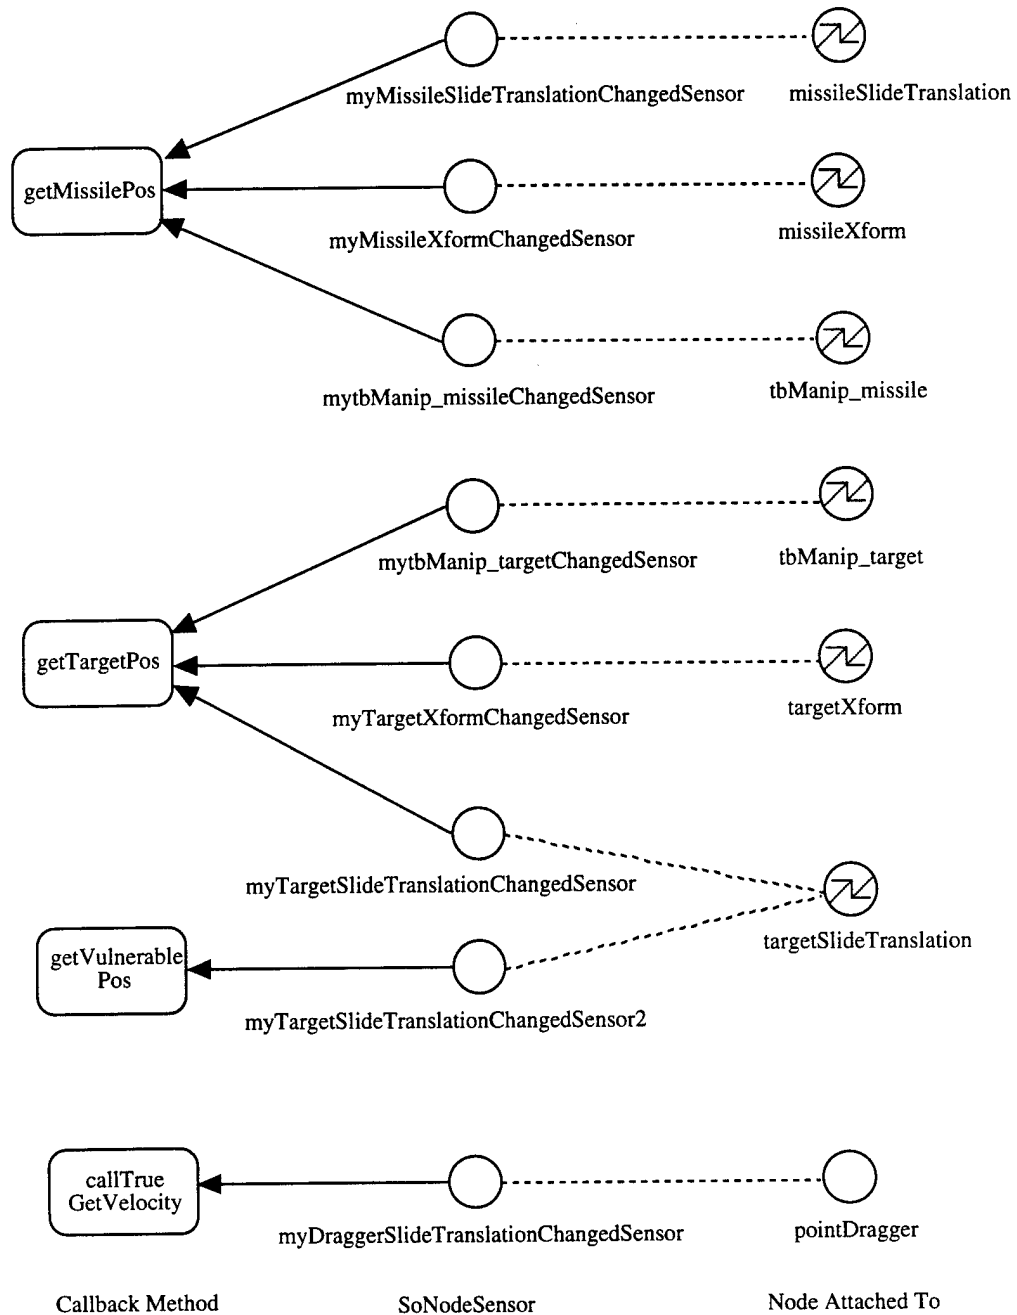 myMissileSlideTranslationChangedSensor
missileSlideTranslation
getMissilePos
myMissileXformChangedSensor
missileXform
mytbManip_missileChangedSensor
tbManip_missile
mytbManip_targetChangedSensor
tbManip_target
getTargetPos
myTargetXformChangedSensor
targetXform
myTargetSlideTranslationChangedSensor
targetSlideTranslation
getVulnerable
Pos
myTargetSlideTranslationChangedSensor2
callTrue
GetVelocity
myDraggerSlideTranslationChangedSensor
pointDragger
Callback Method
SoNodeSensor
Node Attached To